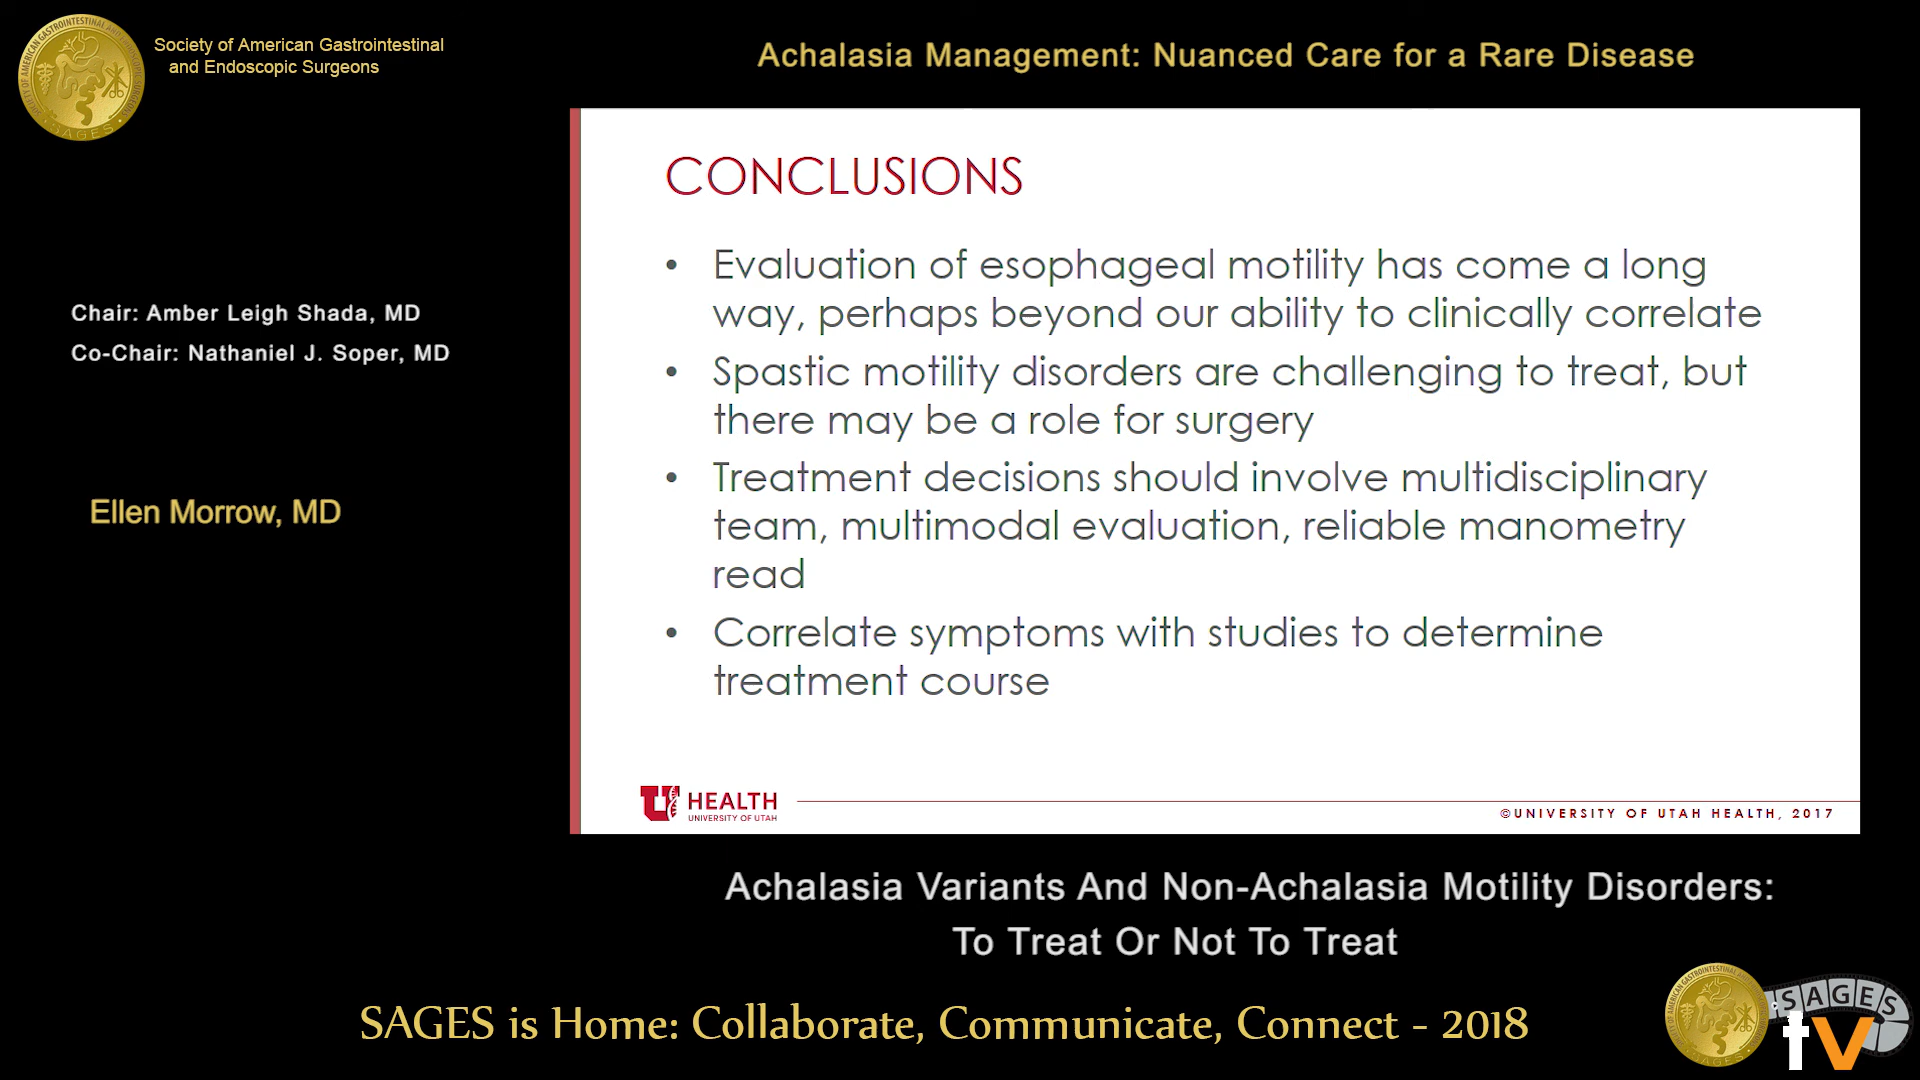 Society of American Gastrointestinal
and Endoscopic Surgeons
Achalasia Management: Nuanced Care for a Rare Disease
Chair: Amber Leigh Shada, MD
Co-Chair: Nathaniel J. Soper, MD
Ellen Morrow, MD
CONCLUSIONS
• Evaluation of esophageal motility has come a long
way, perhaps beyond our ability to clinically correlate
• Spastic motility disorders are challenging to treat, but
there may be a role for surgery
• Treatment decisions should involve multidisciplinary
team, multimodal evaluation, reliable manometry
read
• Correlate symptoms with studies to determine
treatment course
U HEALTH
UNIVERSITY OF UTAH
©UNIVERSITY OF UTAH HEALTH, 2017
Achalasia Variants And Non-Achalasia Motility Disorders:
To Treat Or Not To Treat
SAGES is Home: Collaborate, Communicate, Connect - 2018
SAGES
tv